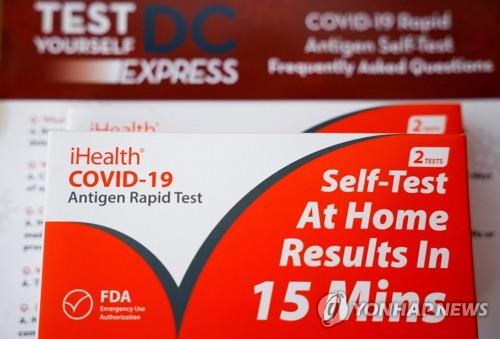 TEST
YOURSELF
DC
EXPRESS
COVID-19 Rapid
Antigen Self-Test
Frequently Asked Questions
iHealth®
2 TESTS
iHealth®
COVID-19
Antigen Rapid Test
2 TESTS
Self-Test
At Home
Results In
15 Mins
FDA
Emergency Use
Authorization
YONHAP NEWS